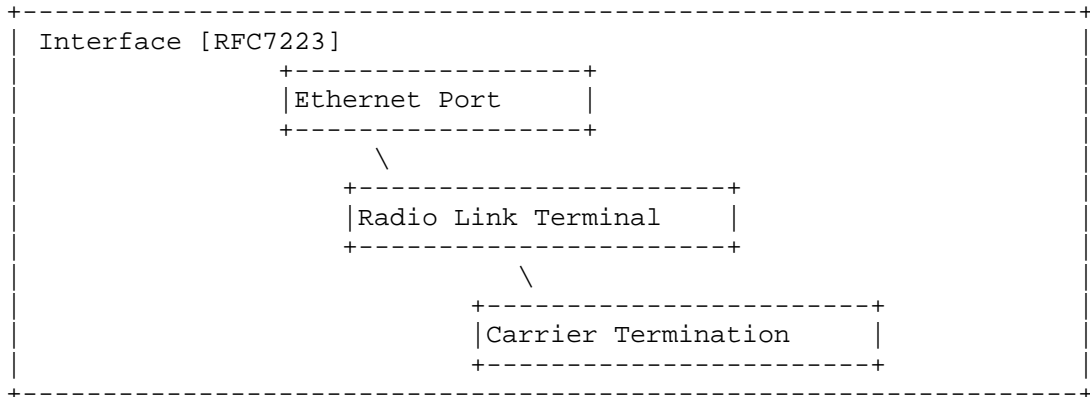 Interface [RFC7223]
Ethernet Port
Radio Link Terminal
Carrier Termination